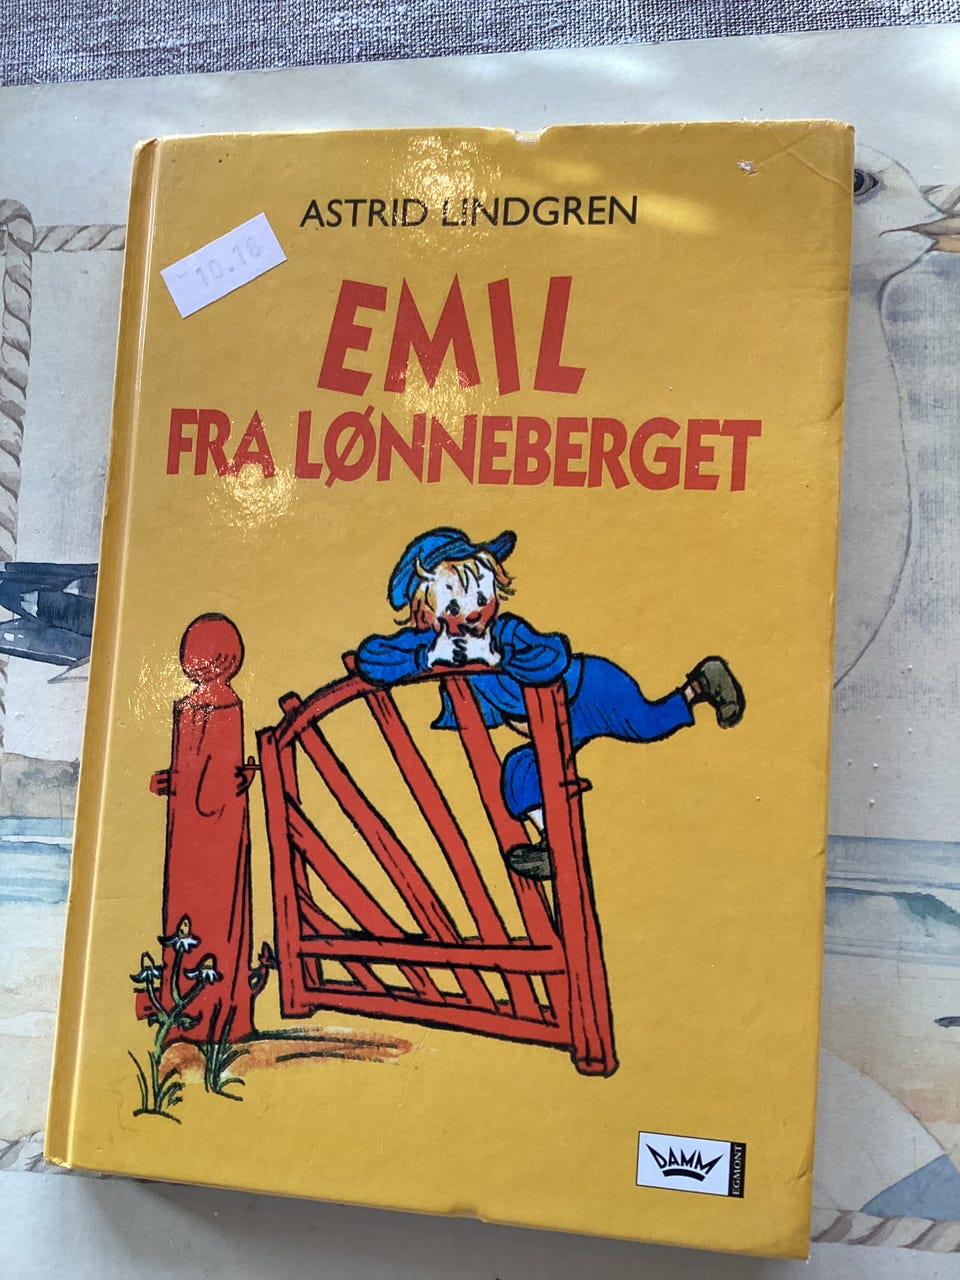 ASTRID LINDGREN
10.18
EMIL
FRA LØNNEBERGET
DAMM
EGMONT